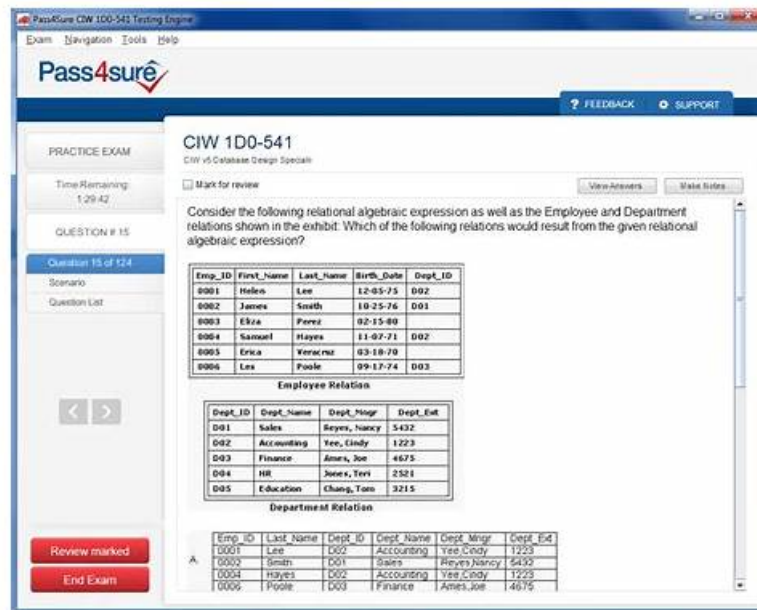 Pass4Sure CIW 1D0-541 Testing Engine
Exam Navigation Tools Help
Pass4surê
? FEEDBACK SUPPORT
PRACTICE EXAM
Time Remaining:
1:29:42
QUESTION # 15
Question 15 of 124
Scenario
Question List
Review marked
End Exam
CIW 1D0-541
CIW v5 Database Design Speciali
Mark for review
View Answers Make Notes
Consider the following relational algebraic expression as well as the Employee and Department
relations shown in the exhibit: Which of the following relations would result from the given relational
algebraic expression?
Emp_ID First_Name Last_Name Birth_Date Dept_ID
0001 Helen Lee 12-05-75 D02
0002 James Smith 10-25-76 D01
0003 Eliza Perez 02-15-80
0004 Samuel Hayes 11-07-71 D02
0005 Erica Veracruz 03-18-70
0006 Les Poole 09-17-74 D03
Employee Relation
Dept_ID Dept_Name Dept_Mngr Dept_Ext
D01 Sales Reyes, Nancy 5432
D02 Accounting Yee, Cindy 1223
D03 Finance Ames, Joe 4675
D04 HR Jones, Teri 2521
D05 Education Chang, Tom 3215
Department Relation
A.
Emp_ID Last_Name Dept_ID Dept_Name Dept_Mngr Dept_Ext
0001 Lee D02 Accounting Yee,Cindy 1223
0002 Smith D01 Sales Reyes,Nancy 5432
0004 Hayes D02 Accounting Yee,Cindy 1223
0006 Poole D03 Finance Ames,Joe 4675